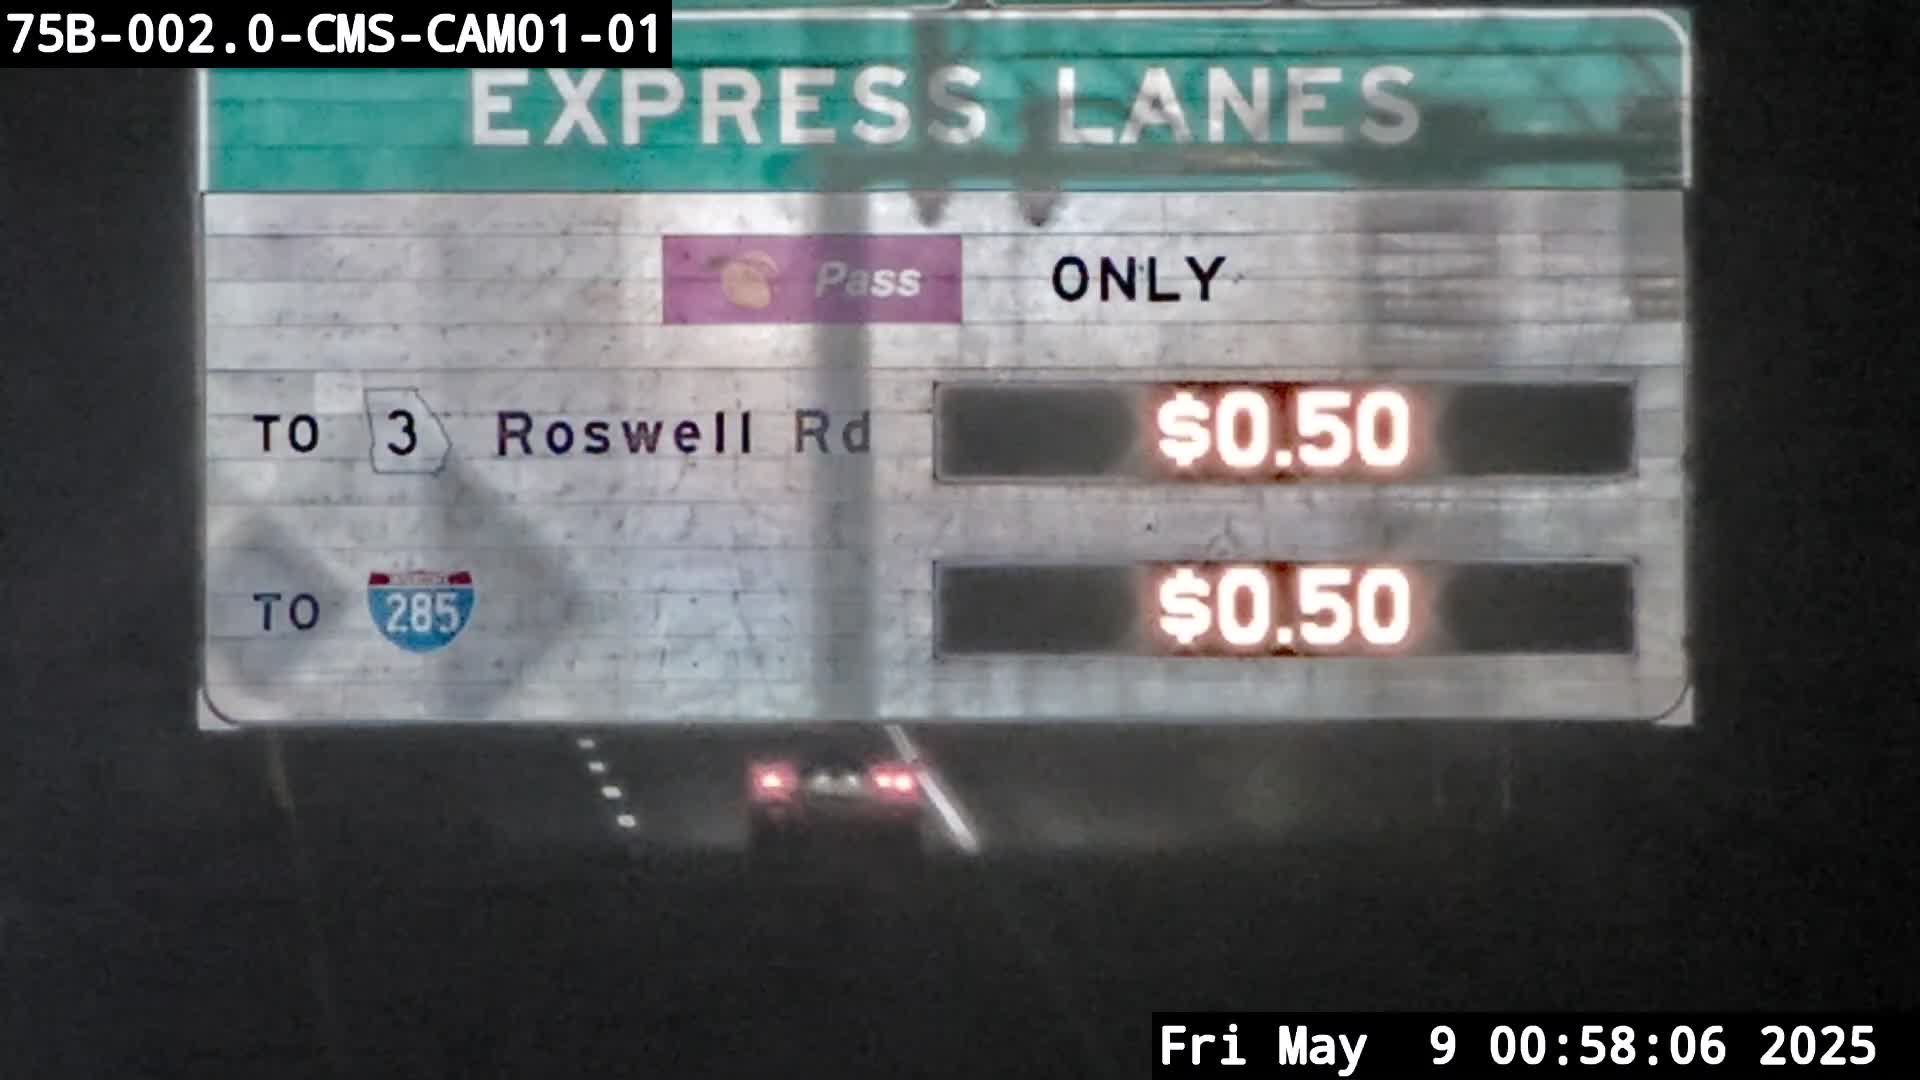 75B-002.0-CMS-CAM01-01
EXPRESS LANES
Pass ONLY
TO 3 Roswell Rd $0.50
TO 285 $0.50
Fri May 9 00:58:06 2025